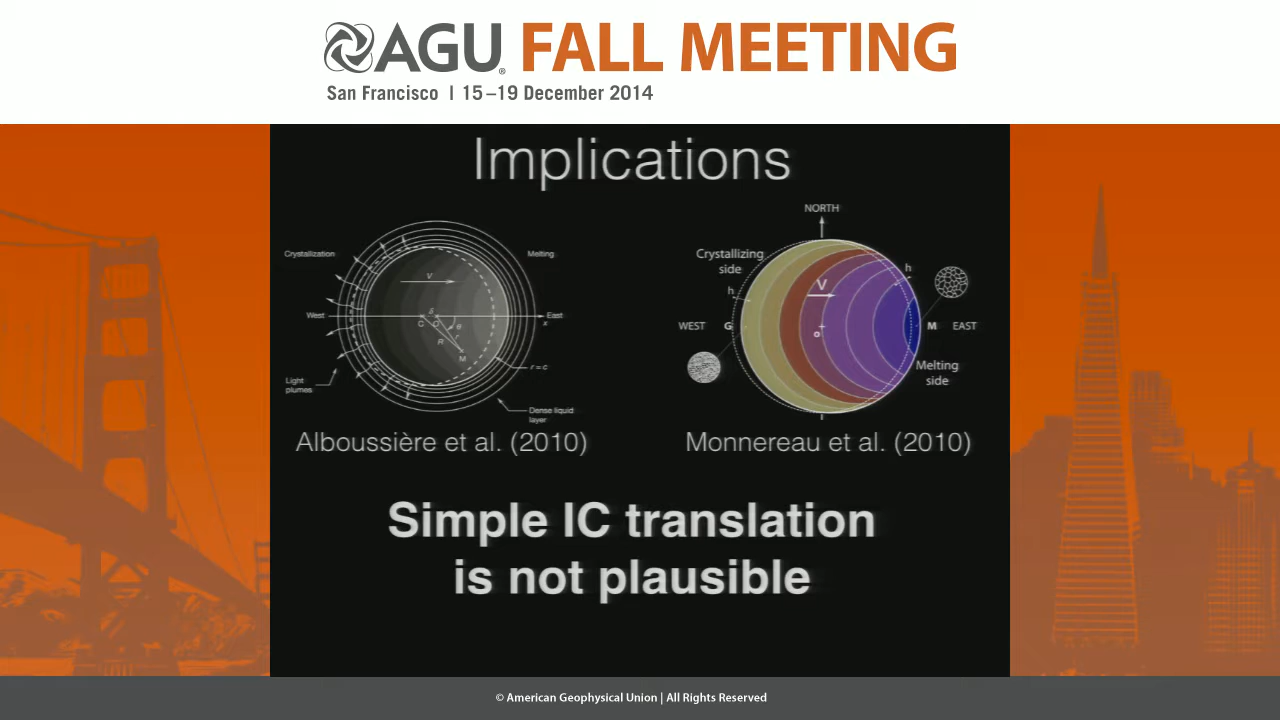 AGU FALL MEETING
San Francisco | 15–19 December 2014
Implications
Crystallization
Melting
V
West
East
x
δ
C
O
θ
r
R
M
r = c
Light
plumes
Dense liquid
layer
Alboussière et al. (2010)
NORTH
Crystallizing
side
h
h
V
WEST
G
o
M
EAST
Melting
side
Monnereau et al. (2010)
Simple IC translation
is not plausible
© American Geophysical Union | All Rights Reserved